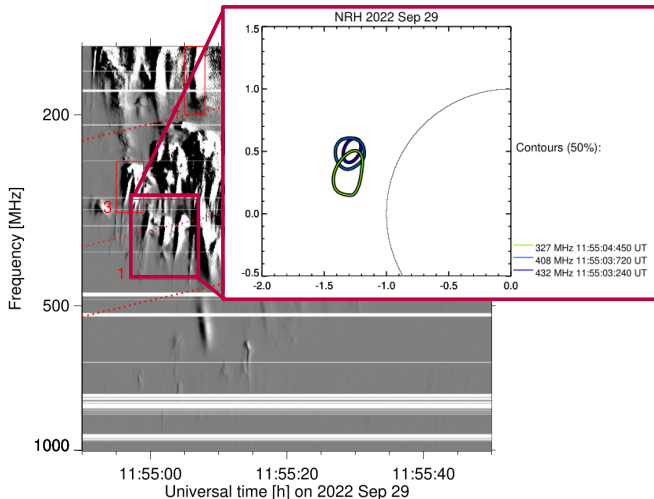 NRH 2022 Sep 29
1.5
1.0
0.5
0.0
-0.5
-2.0
-1.5
-1.0
-0.5
0.0
Contours (50%):
327 MHz 11:55:04:450 UT
408 MHz 11:55:03:720 UT
432 MHz 11:55:03:240 UT
Frequency [MHz]
200
500
1000
3
1
11:55:00
11:55:20
11:55:40
Universal time [h] on 2022 Sep 29